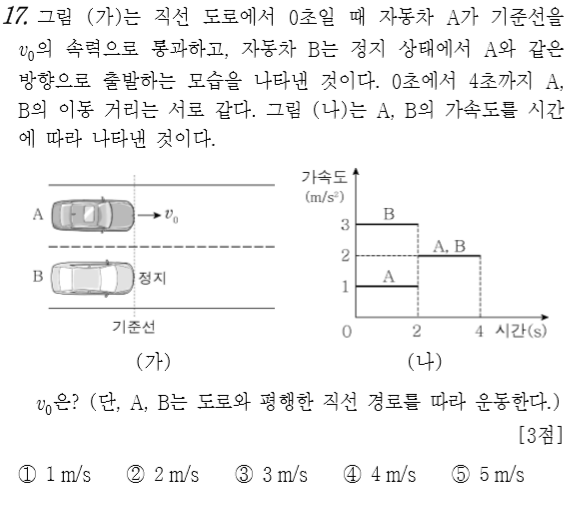 17. 그림 (가)는 직선 도로에서 0초일 때 자동차 A가 기준선을
v₀의 속력으로 통과하고, 자동차 B는 정지 상태에서 A와 같은
방향으로 출발하는 모습을 나타낸 것이다. 0초에서 4초까지 A,
B의 이동 거리는 서로 같다. 그림 (나)는 A, B의 가속도를 시간
에 따라 나타낸 것이다.
A
v₀
B
정지
기준선
(가)
가속도
(m/s²)
3
B
2
A, B
1
A
0
2
4
시간(s)
(나)
v₀은? (단, A, B는 도로와 평행한 직선 경로를 따라 운동한다.)
[3점]
① 1 m/s ② 2 m/s ③ 3 m/s ④ 4 m/s ⑤ 5 m/s